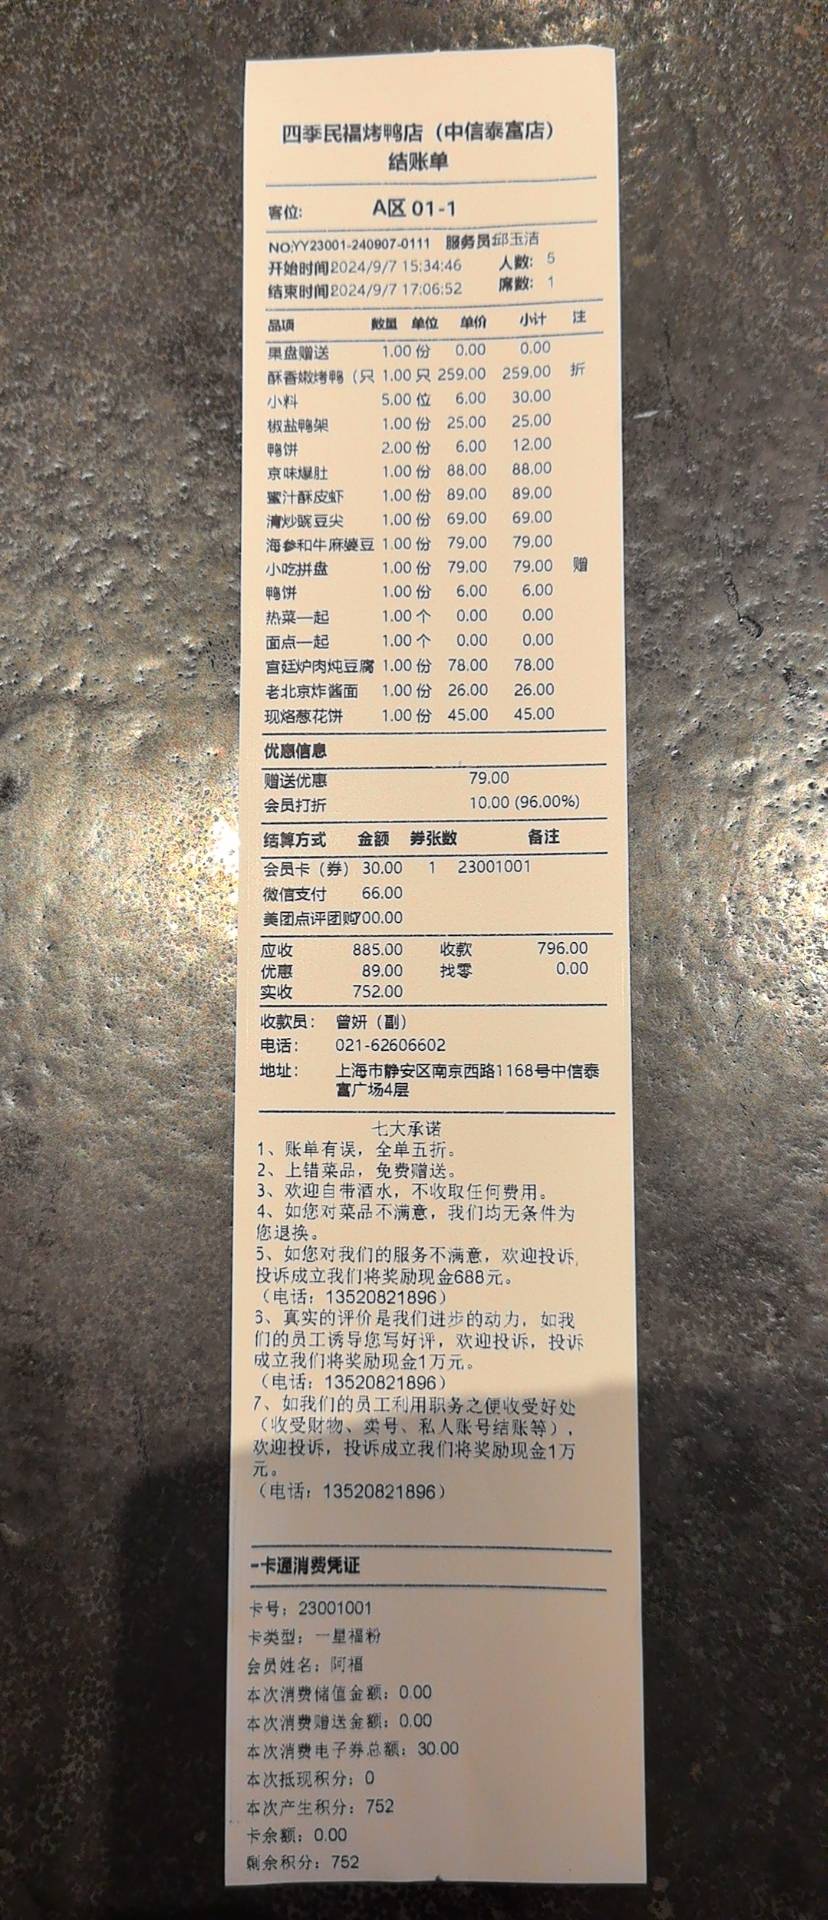 四季民福烤鸭店（中信泰富店）
结账单
客位: A区 01-1
NO:YY23001-240907-0111 服务员:邱玉洁
开始时间2024/9/7 15:34:46 人数: 5
结束时间2024/9/7 17:06:52 席数: 1
品项 数量 单位 单价 小计 注
果盘赠送 1.00 份 0.00 0.00
酥香嫩烤鸭（只 1.00 只 259.00 259.00 折
小料 5.00 位 6.00 30.00
椒盐鸭架 1.00 份 25.00 25.00
鸭饼 2.00 份 6.00 12.00
京味爆肚 1.00 份 88.00 88.00
蜜汁酥皮虾 1.00 份 89.00 89.00
清炒豌豆尖 1.00 份 69.00 69.00
海参和牛麻婆豆 1.00 份 79.00 79.00
小吃拼盘 1.00 份 79.00 79.00 赠
鸭饼 1.00 份 6.00 6.00
热菜一起 1.00 个 0.00 0.00
面点一起 1.00 个 0.00 0.00
宫廷炉肉炖豆腐 1.00 份 78.00 78.00
老北京炸酱面 1.00 份 26.00 26.00
现烙葱花饼 1.00 份 45.00 45.00
优惠信息
赠送优惠 79.00
会员打折 10.00 (96.00%)
结算方式 金额 券张数 备注
会员卡（券） 30.00 1 23001001
微信支付 66.00
美团点评团购700.00
应收 885.00 收款 796.00
优惠 89.00 找零 0.00
实收 752.00
收款员： 曾妍（副）
电话： 021-62606602
地址： 上海市静安区南京西路1168号中信泰
富广场4层
七大承诺
1、账单有误，全单五折。
2、上错菜品，免费赠送。
3、欢迎自带酒水，不收取任何费用。
4、如您对菜品不满意，我们均无条件为
您退换。
5、如您对我们的服务不满意，欢迎投诉，
投诉成立我们将奖励现金688元。
（电话：13520821896）
6、真实的评价是我们进步的动力，如我
们的员工诱导您写好评，欢迎投诉，投诉
成立我们将奖励现金1万元。
（电话：13520821896）
7、如我们的员工利用职务之便收受好处
（收受财物、卖号、私人账号结账等），
欢迎投诉，投诉成立我们将奖励现金1万
元。
（电话：13520821896）
一卡通消费凭证
卡号：23001001
卡类型：一星福粉
会员姓名：阿福
本次消费储值金额：0.00
本次消费赠送金额：0.00
本次消费电子券总额：30.00
本次抵现积分：0
本次产生积分：752
卡余额：0.00
剩余积分：752